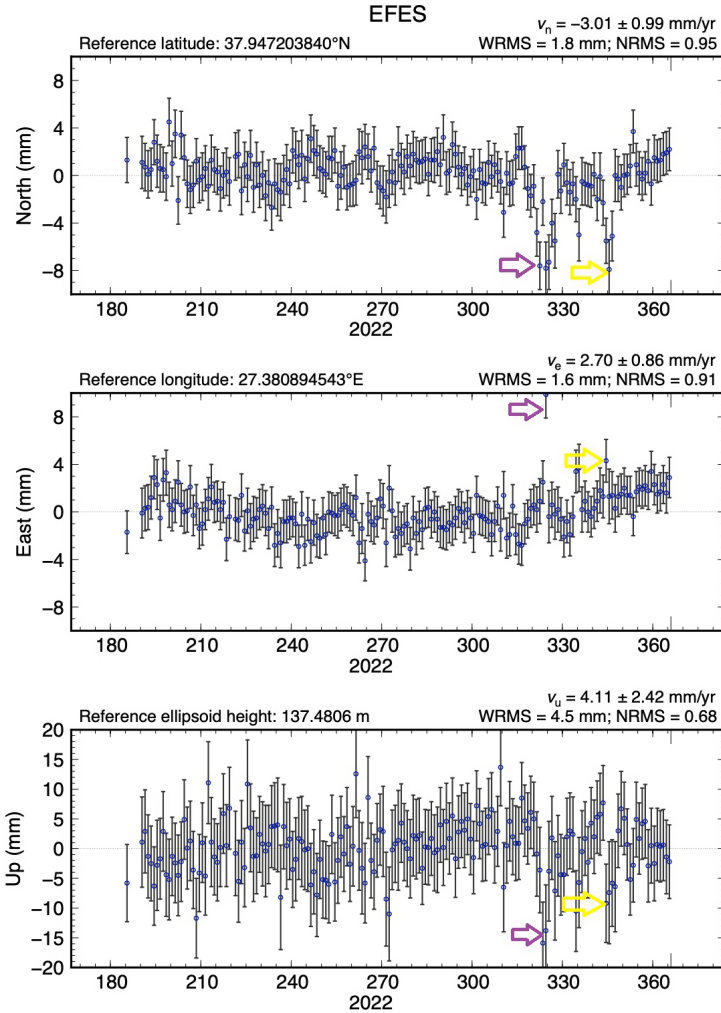 EFES
vn = −3.01 ± 0.99 mm/yr
Reference latitude: 37.947203840°N WRMS = 1.8 mm; NRMS = 0.95
8
4
0
−4
−8
North (mm)
180 210 240 270 300 330 360
2022
ve = 2.70 ± 0.86 mm/yr
Reference longitude: 27.380894543°E WRMS = 1.6 mm; NRMS = 0.91
8
4
0
−4
−8
East (mm)
180 210 240 270 300 330 360
2022
vu = 4.11 ± 2.42 mm/yr
Reference ellipsoid height: 137.4806 m WRMS = 4.5 mm; NRMS = 0.68
20
15
10
5
0
−5
−10
−15
−20
Up (mm)
180 210 240 270 300 330 360
2022